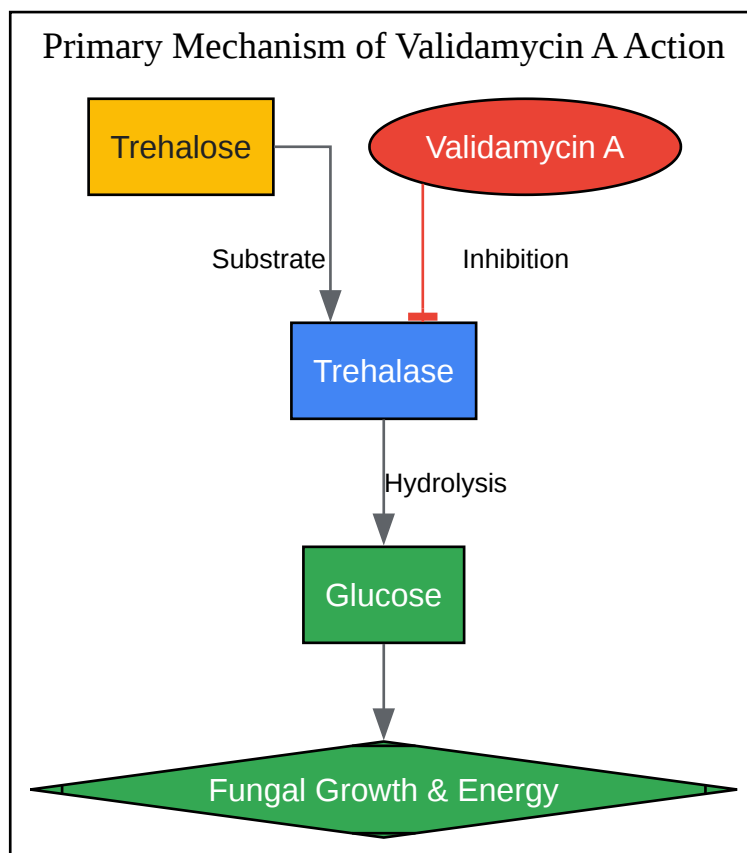 Primary Mechanism of Validamycin A Action
Trehalose
Validamycin A
Substrate
Inhibition
Trehalase
Hydrolysis
Glucose
Fungal Growth & Energy